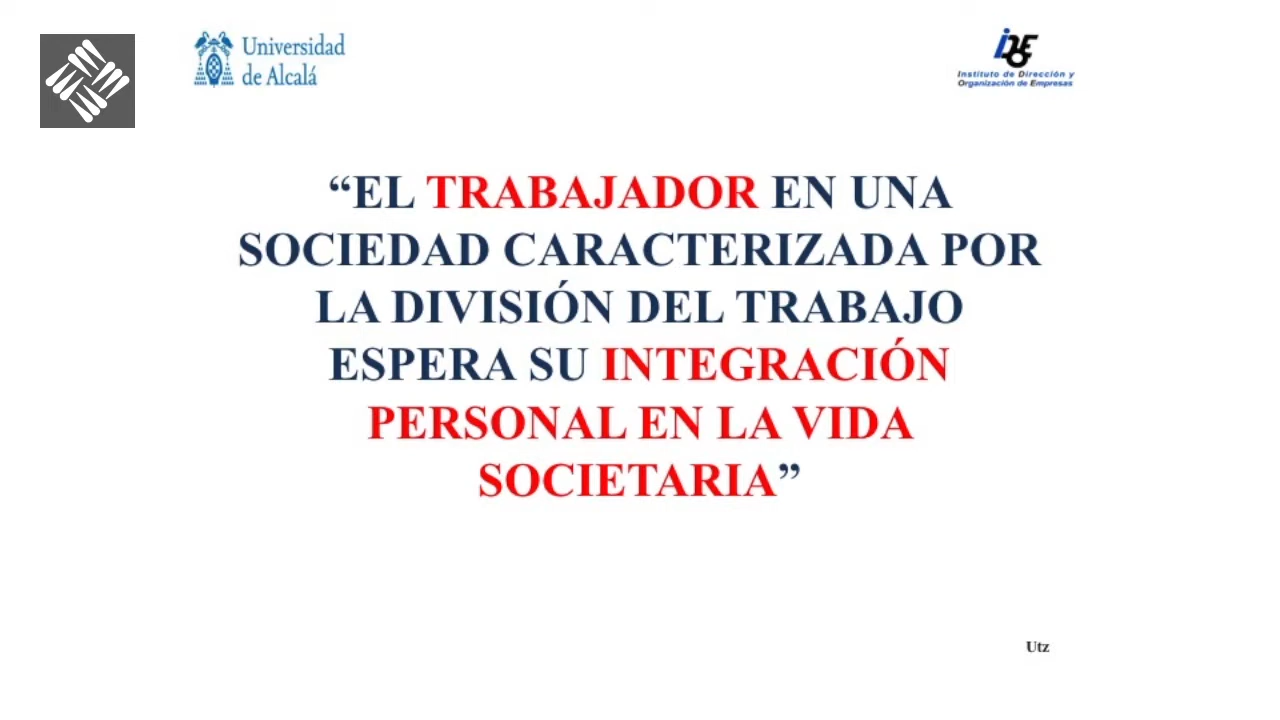 Universidad
de Alcalá
IDOE
Instituto de Dirección y
Organización de Empresas
“EL TRABAJADOR EN UNA
SOCIEDAD CARACTERIZADA POR
LA DIVISIÓN DEL TRABAJO
ESPERA SU INTEGRACIÓN
PERSONAL EN LA VIDA
SOCIETARIA”
Utz